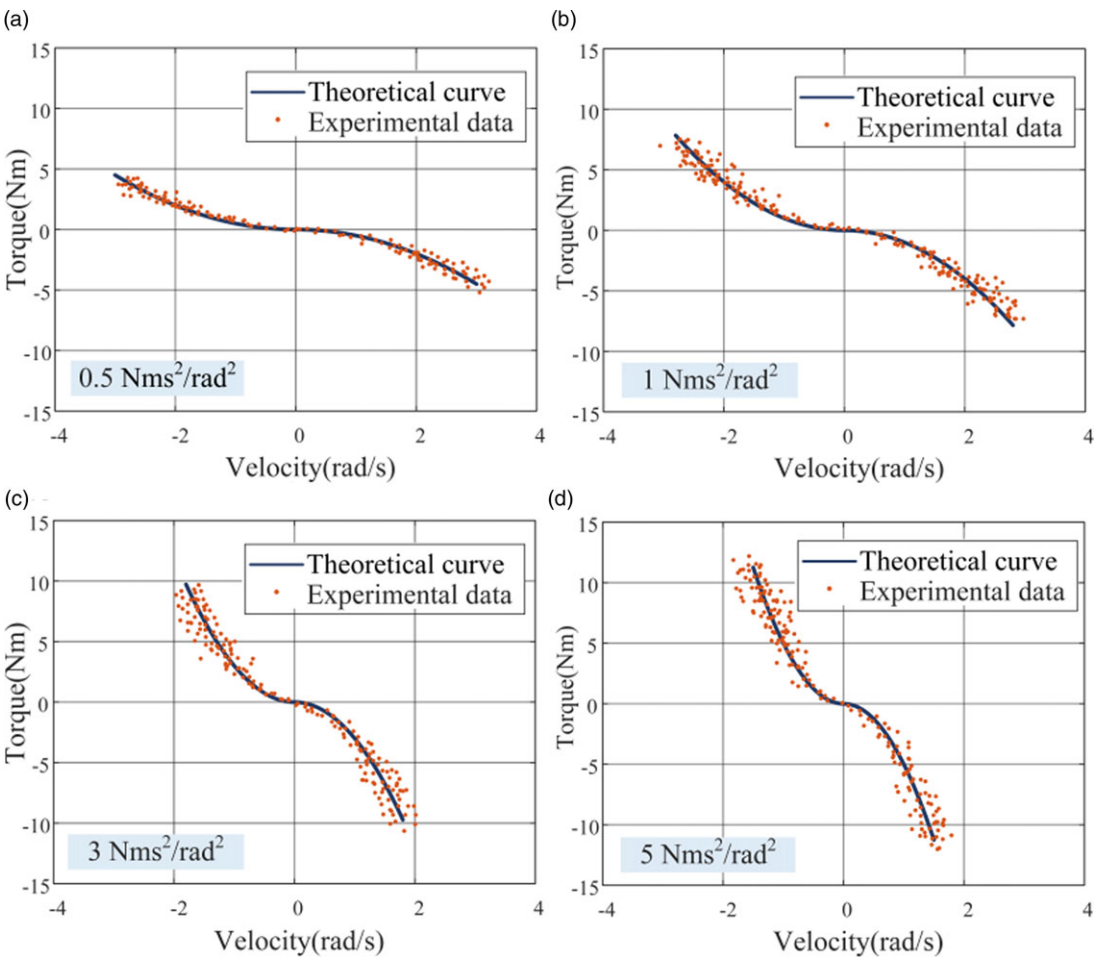 (a)
(b)
15
10
5
0
-5
-10
-15
Torque(Nm)
Theoretical curve
Experimental data
0.5 Nms²/rad²
-4
-2
0
2
4
Velocity(rad/s)
15
10
5
0
-5
-10
-15
Torque(Nm)
Theoretical curve
Experimental data
1 Nms²/rad²
-4
-2
0
2
4
Velocity(rad/s)
(c)
(d)
15
10
5
0
-5
-10
-15
Torque(Nm)
Theoretical curve
Experimental data
3 Nms²/rad²
-4
-2
0
2
4
Velocity(rad/s)
15
10
5
0
-5
-10
-15
Torque(Nm)
Theoretical curve
Experimental data
5 Nms²/rad²
-4
-2
0
2
4
Velocity(rad/s)